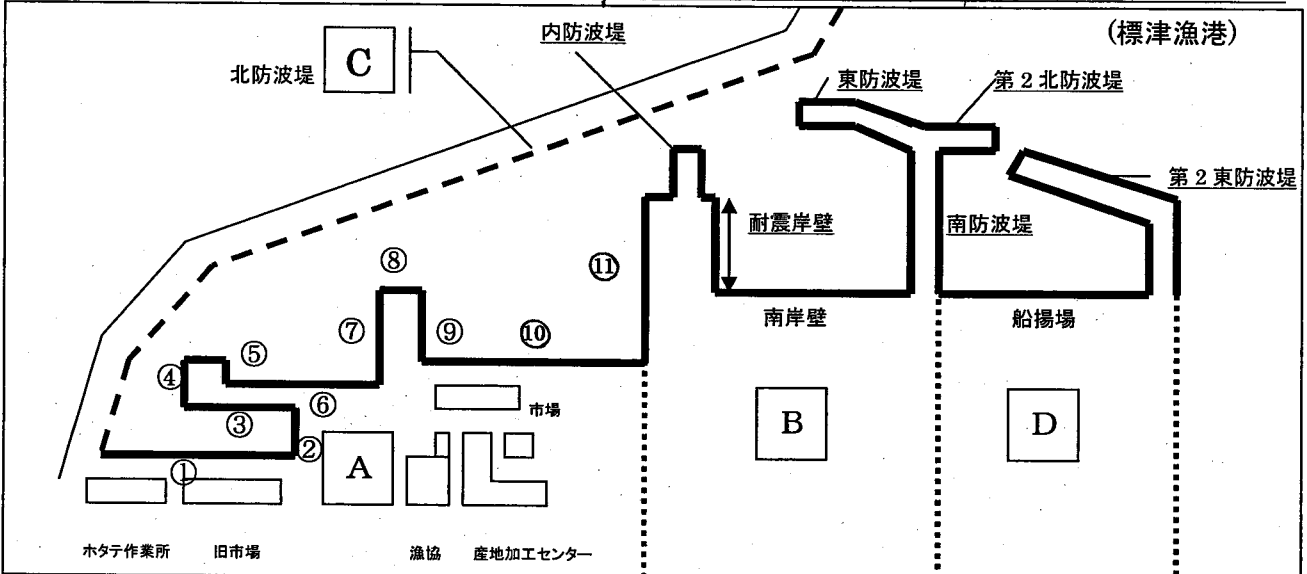 (標津漁港)
内防波堤
北防波堤
C
東防波堤
第2北防波堤
第2東防波堤
耐震岸壁
南防波堤
⑧
⑪
南岸壁
船揚場
⑦
⑨
⑩
⑤
④
⑥
③
②
①
市場
A
B
D
ホタテ作業所
旧市場
漁協
産地加工センター